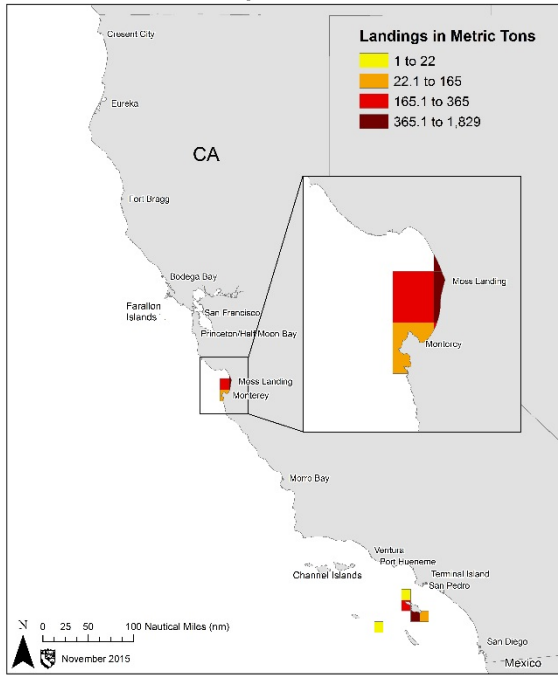 Landings in Metric Tons
1 to 22
22.1 to 165
165.1 to 365
365.1 to 1,829
Cresent City
Eureka
CA
Fort Bragg
Bodega Bay
Farallon
Islands
San Francisco
Princeton/Half Moon Bay
Moss Landing
Monterey
Moss Landing
Monterey
Morro Bay
Ventura
Port Hueneme
Channel Islands
Terminal Island
San Pedro
San Diego
Mexico
N
0 25 50 100 Nautical Miles (nm)
November 2015